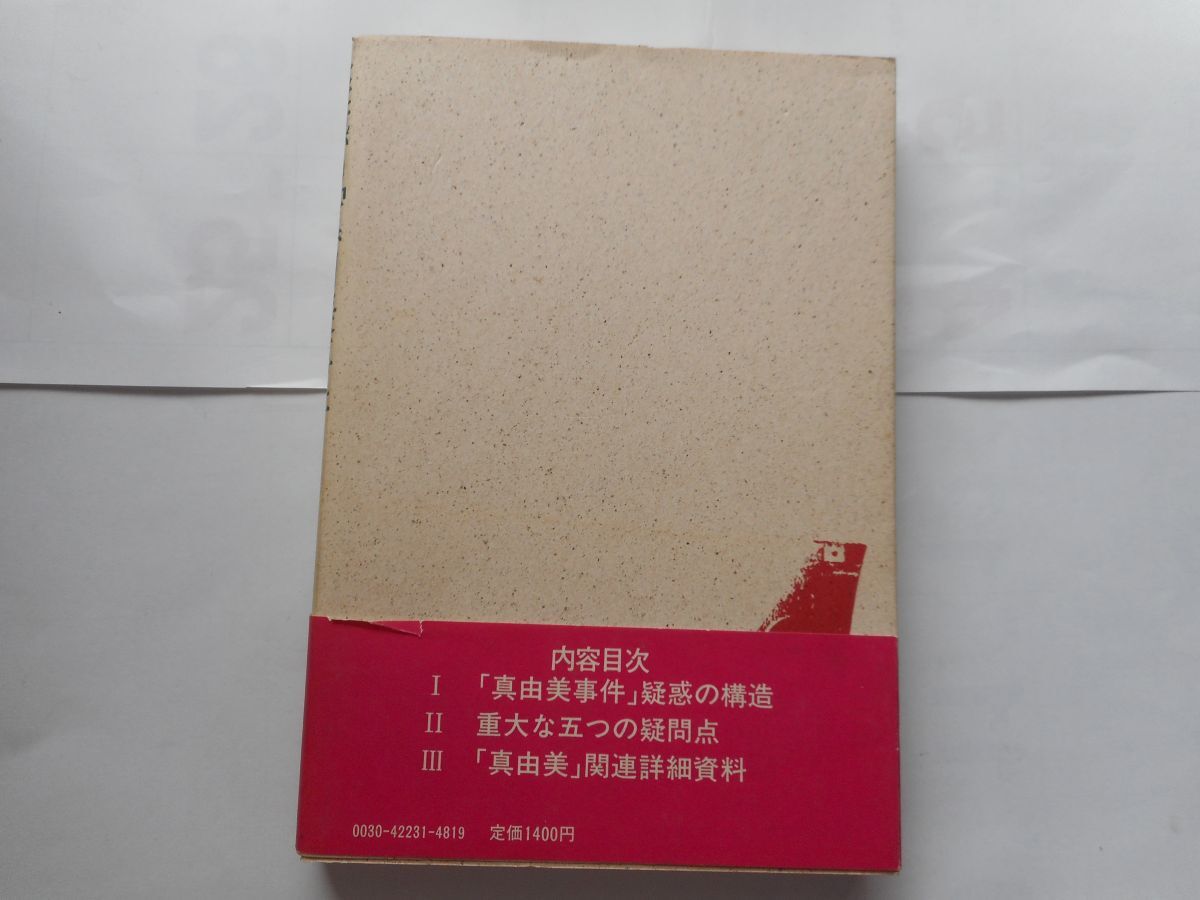 内容目次
I 「真由美事件」疑惑の構造
II 重大な五つの疑問点
III 「真由美」関連詳細資料
0030-42231-4819 定価1400円